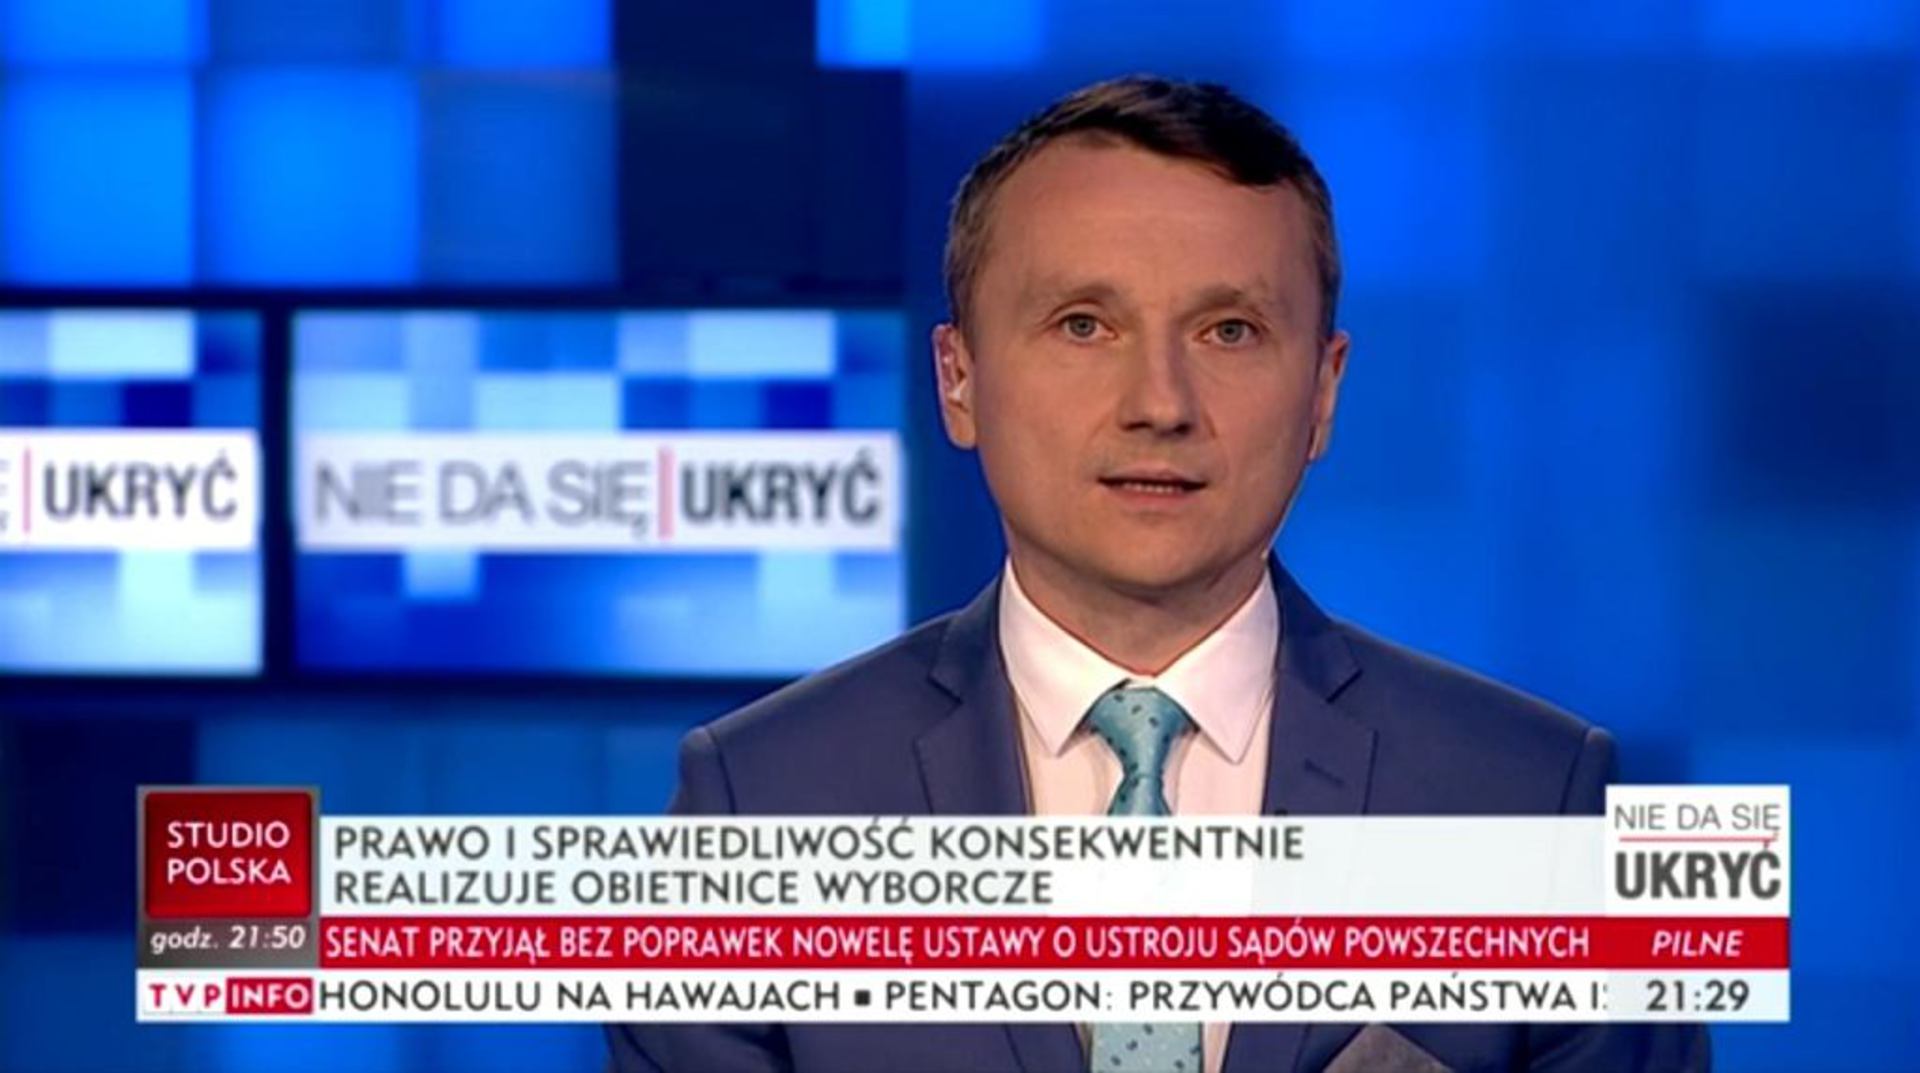 Ę|UKRYĆ
NIE DA SIĘ|UKRYĆ
STUDIO
POLSKA
godz. 21:50
PRAWO I SPRAWIEDLIWOŚĆ KONSEKWENTNIE
REALIZUJE OBIETNICE WYBORCZE
NIE DA SIĘ
UKRYĆ
SENAT PRZYJĄŁ BEZ POPRAWEK NOWELĘ USTAWY O USTROJU SĄDÓW POWSZECHNYCH
PILNE
TVP INFO
HONOLULU NA HAWAJACH ▪ PENTAGON: PRZYWÓDCA PAŃSTWA I
21:29